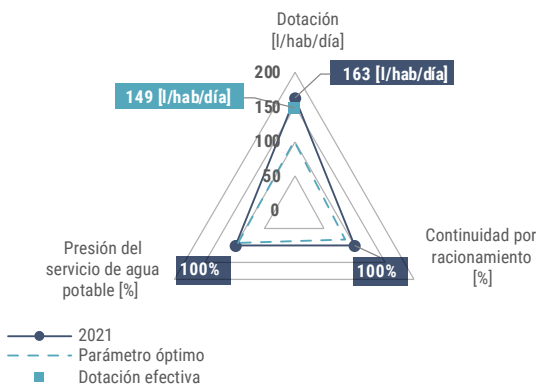 Dotación
[l/hab/día]
200
163 [l/hab/día]
149 [l/hab/día]
150
100
50
0
Presión del
servicio de agua
potable [%]
100%
100%
Continuidad por
racionamiento
[%]
2021
Parámetro óptimo
Dotación efectiva